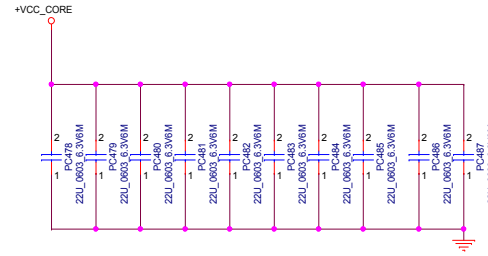 +VCC_CORE
2
1
PC478
22U_0603_6.3V6M
2
1
PC479
22U_0603_6.3V6M
2
1
PC480
22U_0603_6.3V6M
2
1
PC481
22U_0603_6.3V6M
2
1
PC482
22U_0603_6.3V6M
2
1
PC483
22U_0603_6.3V6M
2
1
PC484
22U_0603_6.3V6M
2
1
PC485
22U_0603_6.3V6M
2
1
PC486
22U_0603_6.3V6M
2
1
PC487